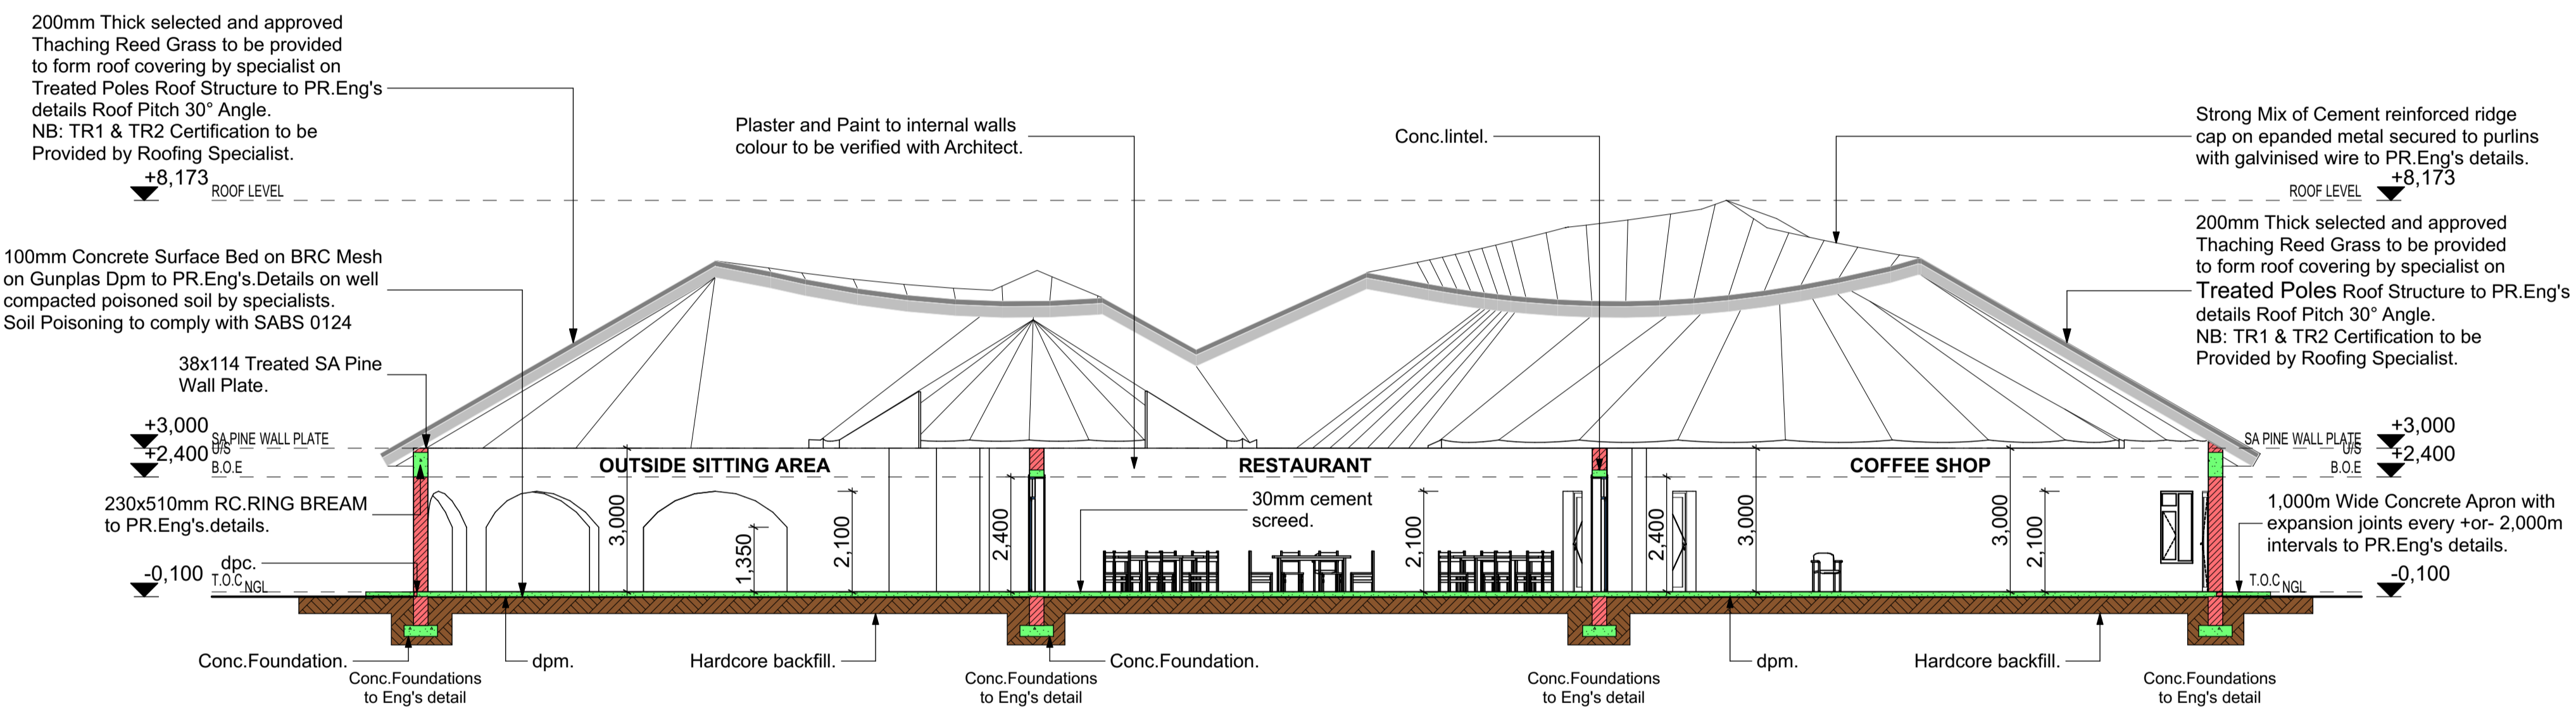 200mm Thick selected and approved
Thaching Reed Grass to be provided
to form roof covering by specialist on
Treated Poles Roof Structure to PR.Eng's
details Roof Pitch 30° Angle.
NB: TR1 & TR2 Certification to be
Provided by Roofing Specialist.
+8,173
ROOF LEVEL
Plaster and Paint to internal walls
colour to be verified with Architect.
Conc.lintel.
Strong Mix of Cement reinforced ridge
cap on epanded metal secured to purlins
with galvinised wire to PR.Eng's details.
+8,173
ROOF LEVEL
100mm Concrete Surface Bed on BRC Mesh
on Gunplas Dpm to PR.Eng's.Details on well
compacted poisoned soil by specialists.
Soil Poisoning to comply with SABS 0124
200mm Thick selected and approved
Thaching Reed Grass to be provided
to form roof covering by specialist on
Treated Poles Roof Structure to PR.Eng's
details Roof Pitch 30° Angle.
NB: TR1 & TR2 Certification to be
Provided by Roofing Specialist.
38x114 Treated SA Pine
Wall Plate.
+3,000
SA PINE WALL PLATE
U/S
+2,400
B.O.E
+3,000
SA PINE WALL PLATE
U/S
+2,400
B.O.E
OUTSIDE SITTING AREA
RESTAURANT
COFFEE SHOP
230x510mm RC.RING BREAM
to PR.Eng's.details.
30mm cement
screed.
1,000m Wide Concrete Apron with
expansion joints every +or- 2,000m
intervals to PR.Eng's details.
3,000
1,350
2,100
2,400
2,100
2,400
3,000
3,000
2,100
dpc.
-0,100
T.O.C
NGL
T.O.C
NGL
-0,100
Conc.Foundation.
dpm.
Hardcore backfill.
Conc.Foundation.
dpm.
Hardcore backfill.
Conc.Foundations
to Eng's detail
Conc.Foundations
to Eng's detail
Conc.Foundations
to Eng's detail
Conc.Foundations
to Eng's detail